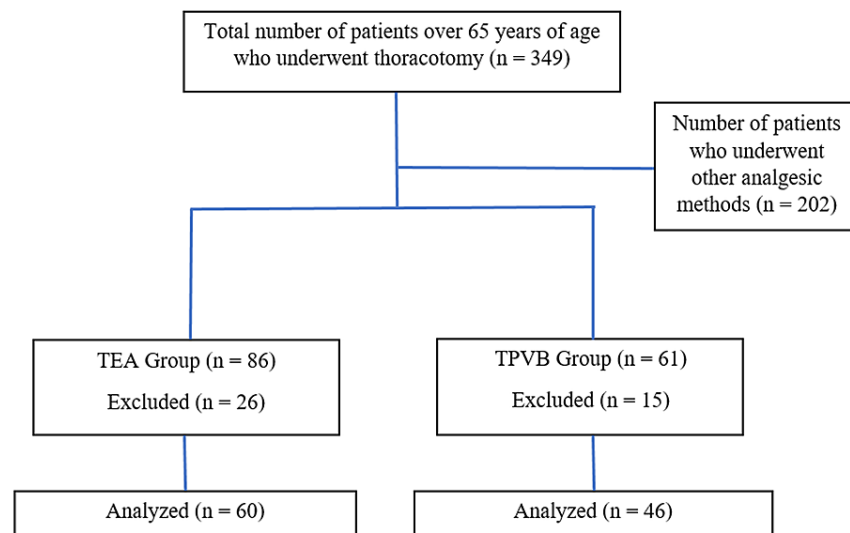 Total number of patients over 65 years of age
who underwent thoracotomy (n = 349)
Number of patients
who underwent
other analgesic
methods (n = 202)
TEA Group (n = 86)
Excluded (n = 26)
TPVB Group (n = 61)
Excluded (n = 15)
Analyzed (n = 60)
Analyzed (n = 46)